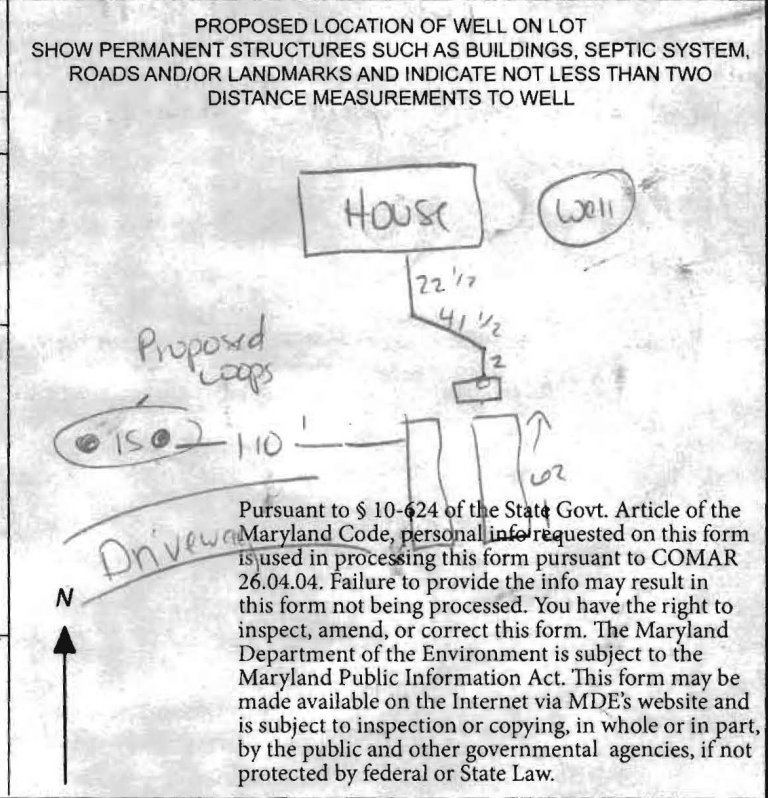 PROPOSED LOCATION OF WELL ON LOT
SHOW PERMANENT STRUCTURES SUCH AS BUILDINGS, SEPTIC SYSTEM,
ROADS AND/OR LANDMARKS AND INDICATE NOT LESS THAN TWO
DISTANCE MEASUREMENTS TO WELL
House
Well
22 1/2
41 1/2
2
Proposed
Loops
15
110'
62
Driveway
N
Pursuant to § 10-624 of the State Govt. Article of the
Maryland Code, personal info requested on this form
is used in processing this form pursuant to COMAR
26.04.04. Failure to provide the info may result in
this form not being processed. You have the right to
inspect, amend, or correct this form. The Maryland
Department of the Environment is subject to the
Maryland Public Information Act. This form may be
made available on the Internet via MDE's website and
is subject to inspection or copying, in whole or in part,
by the public and other governmental agencies, if not
protected by federal or State Law.